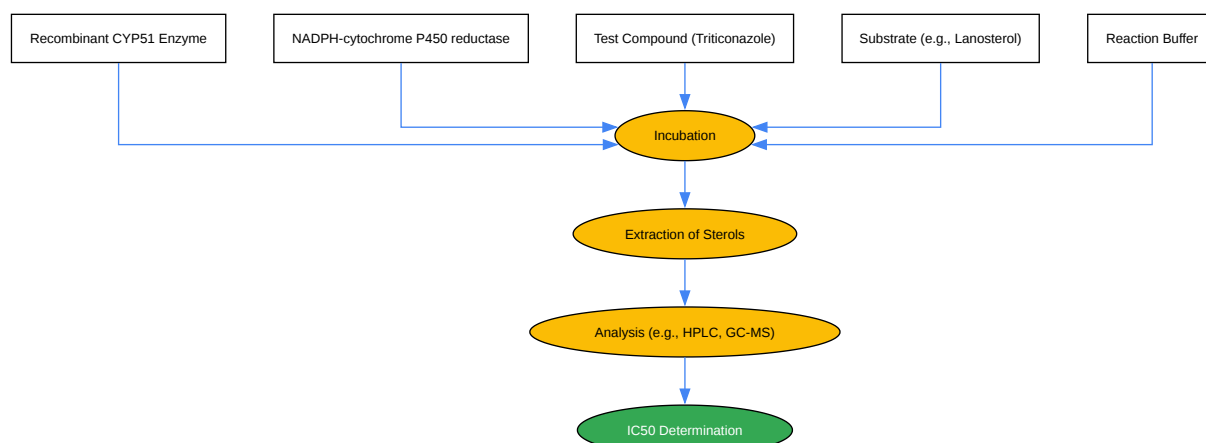 Recombinant CYP51 Enzyme
NADPH-cytochrome P450 reductase
Test Compound (Triticonazole)
Substrate (e.g., Lanosterol)
Reaction Buffer
Incubation
Extraction of Sterols
Analysis (e.g., HPLC, GC-MS)
IC50 Determination